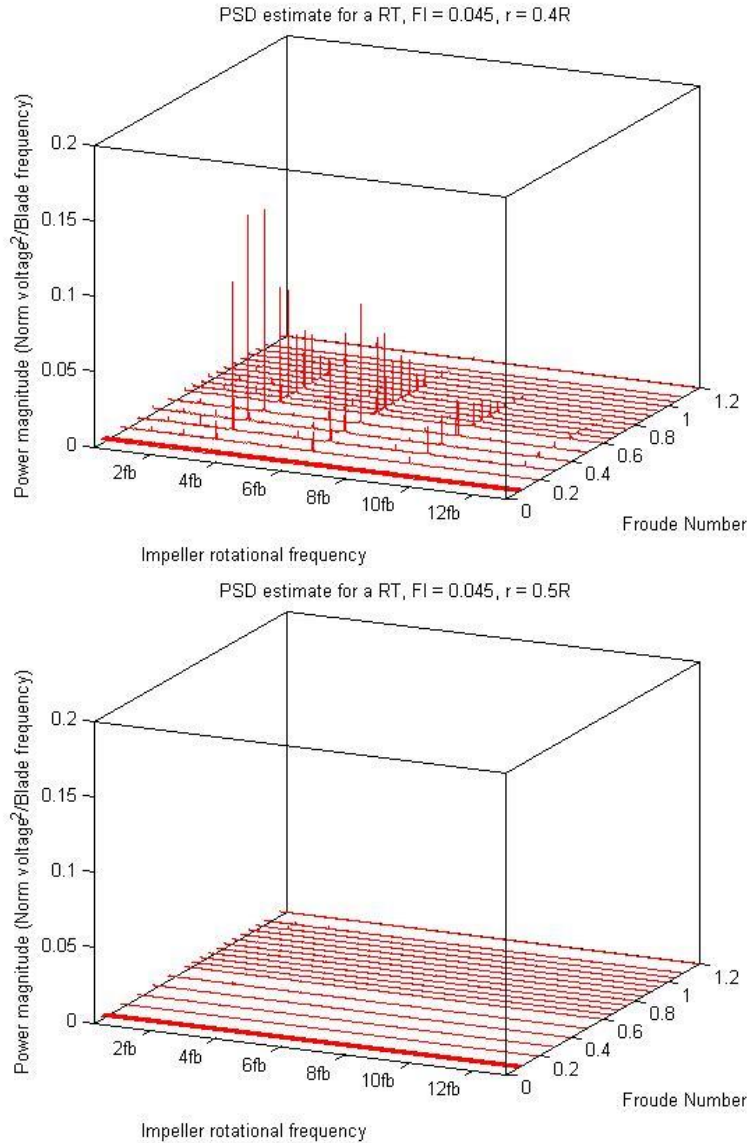 PSD estimate for a RT, Fl = 0.045, r = 0.4R
Power magnitude (Norm voltage²/Blade frequency)
0.2
0.15
0.1
0.05
0
2fb
4fb
6fb
8fb
10fb
12fb
0
0.2
0.4
0.6
0.8
1
1.2
Froude Number
Impeller rotational frequency
PSD estimate for a RT, Fl = 0.045, r = 0.5R
Power magnitude (Norm voltage²/Blade frequency)
0.2
0.15
0.1
0.05
0
2fb
4fb
6fb
8fb
10fb
12fb
0
0.2
0.4
0.6
0.8
1
1.2
Froude Number
Impeller rotational frequency